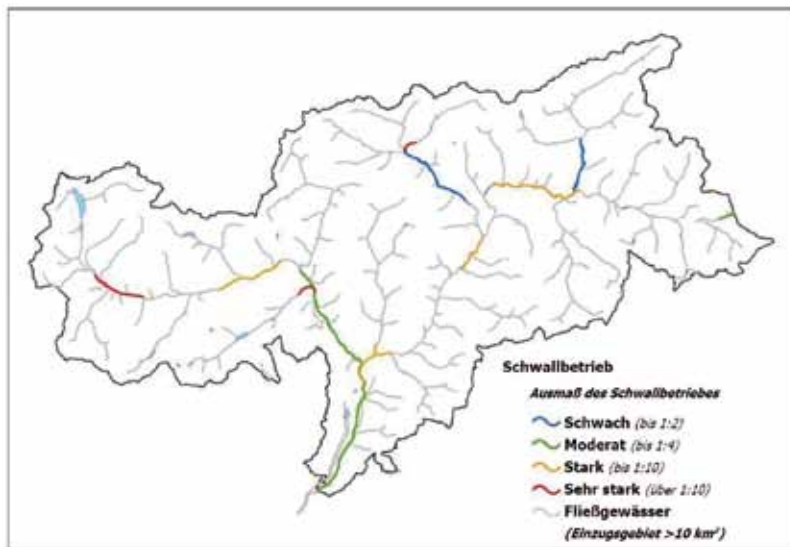 Schwallbetrieb
Ausmaß des Schwallbetriebes
Schwach (bis 1:2)
Moderat (bis 1:4)
Stark (bis 1:10)
Sehr stark (über 1:10)
Fließgewässer
(Einzugsgebiet >10 km²)